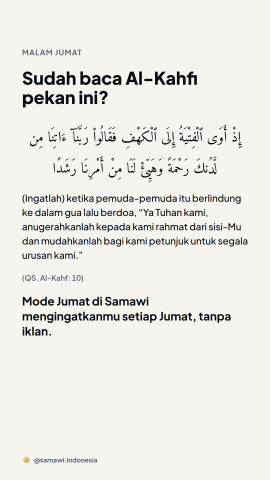 MALAM JUMAT
Sudah baca Al-Kahfi
pekan ini?
إِذْ أَوَى ٱلْفِتْيَةُ إِلَى ٱلْكَهْفِ فَقَالُوا۟ رَبَّنَآ ءَاتِنَا مِن
لَّدُنكَ رَحْمَةً وَهَيِّئْ لَنَا مِنْ أَمْرِنَا رَشَدًا
(Ingatlah) ketika pemuda-pemuda itu berlindung
ke dalam gua lalu berdoa, “Ya Tuhan kami,
anugerahkanlah kepada kami rahmat dari sisi-Mu
dan mudahkanlah bagi kami petunjuk untuk segala
urusan kami.”
(QS. Al-Kahf: 10)
Mode Jumat di Samawi
mengingatkanmu setiap Jumat, tanpa
iklan.
@samawi.indonesia